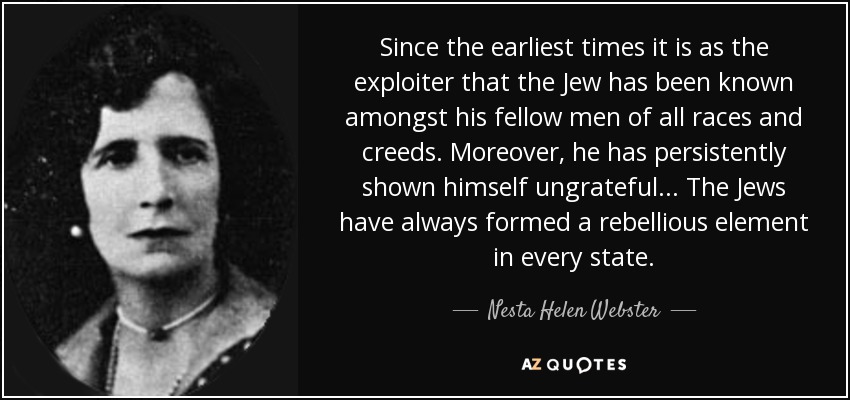 Since the earliest times it is as the
exploiter that the Jew has been known
amongst his fellow men of all races and
creeds. Moreover, he has persistently
shown himself ungrateful... The Jews
have always formed a rebellious element
in every state.
Nesta Helen Webster
AZ QUOTES